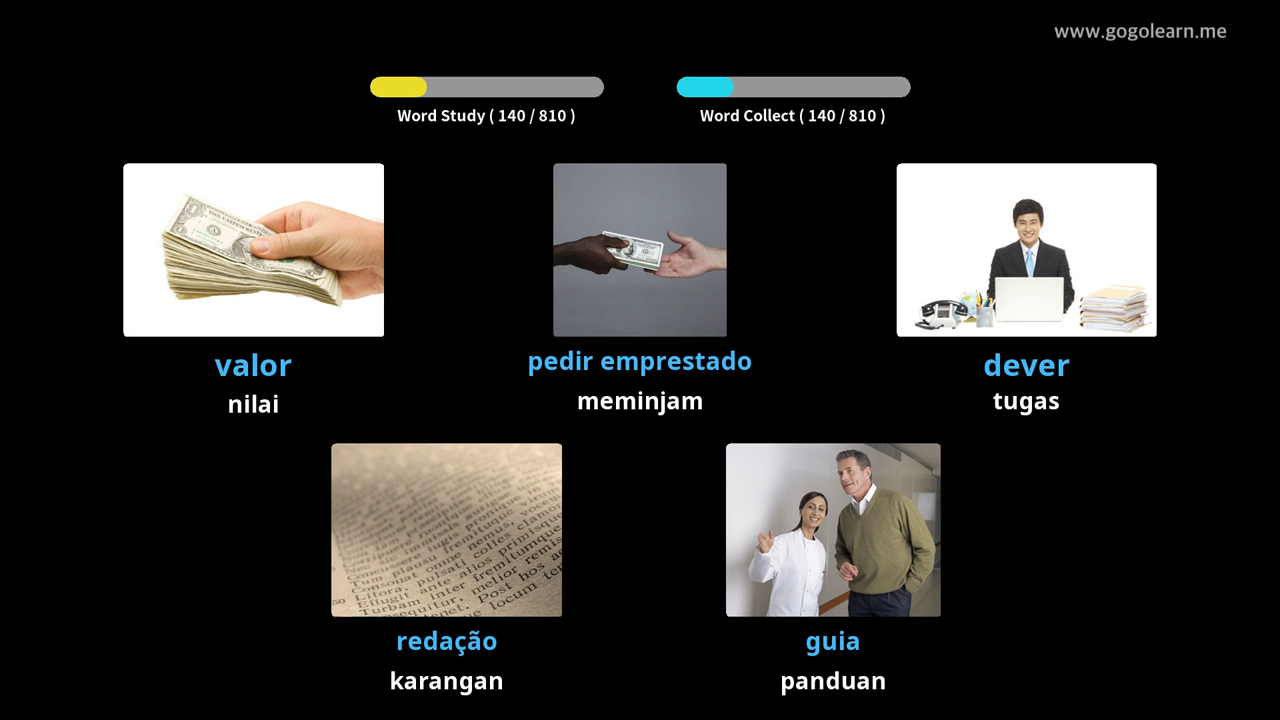 www.gogolearn.me
Word Study ( 140 / 810 )
Word Collect ( 140 / 810 )
valor
nilai
pedir emprestado
meminjam
dever
tugas
redação
karangan
guia
panduan